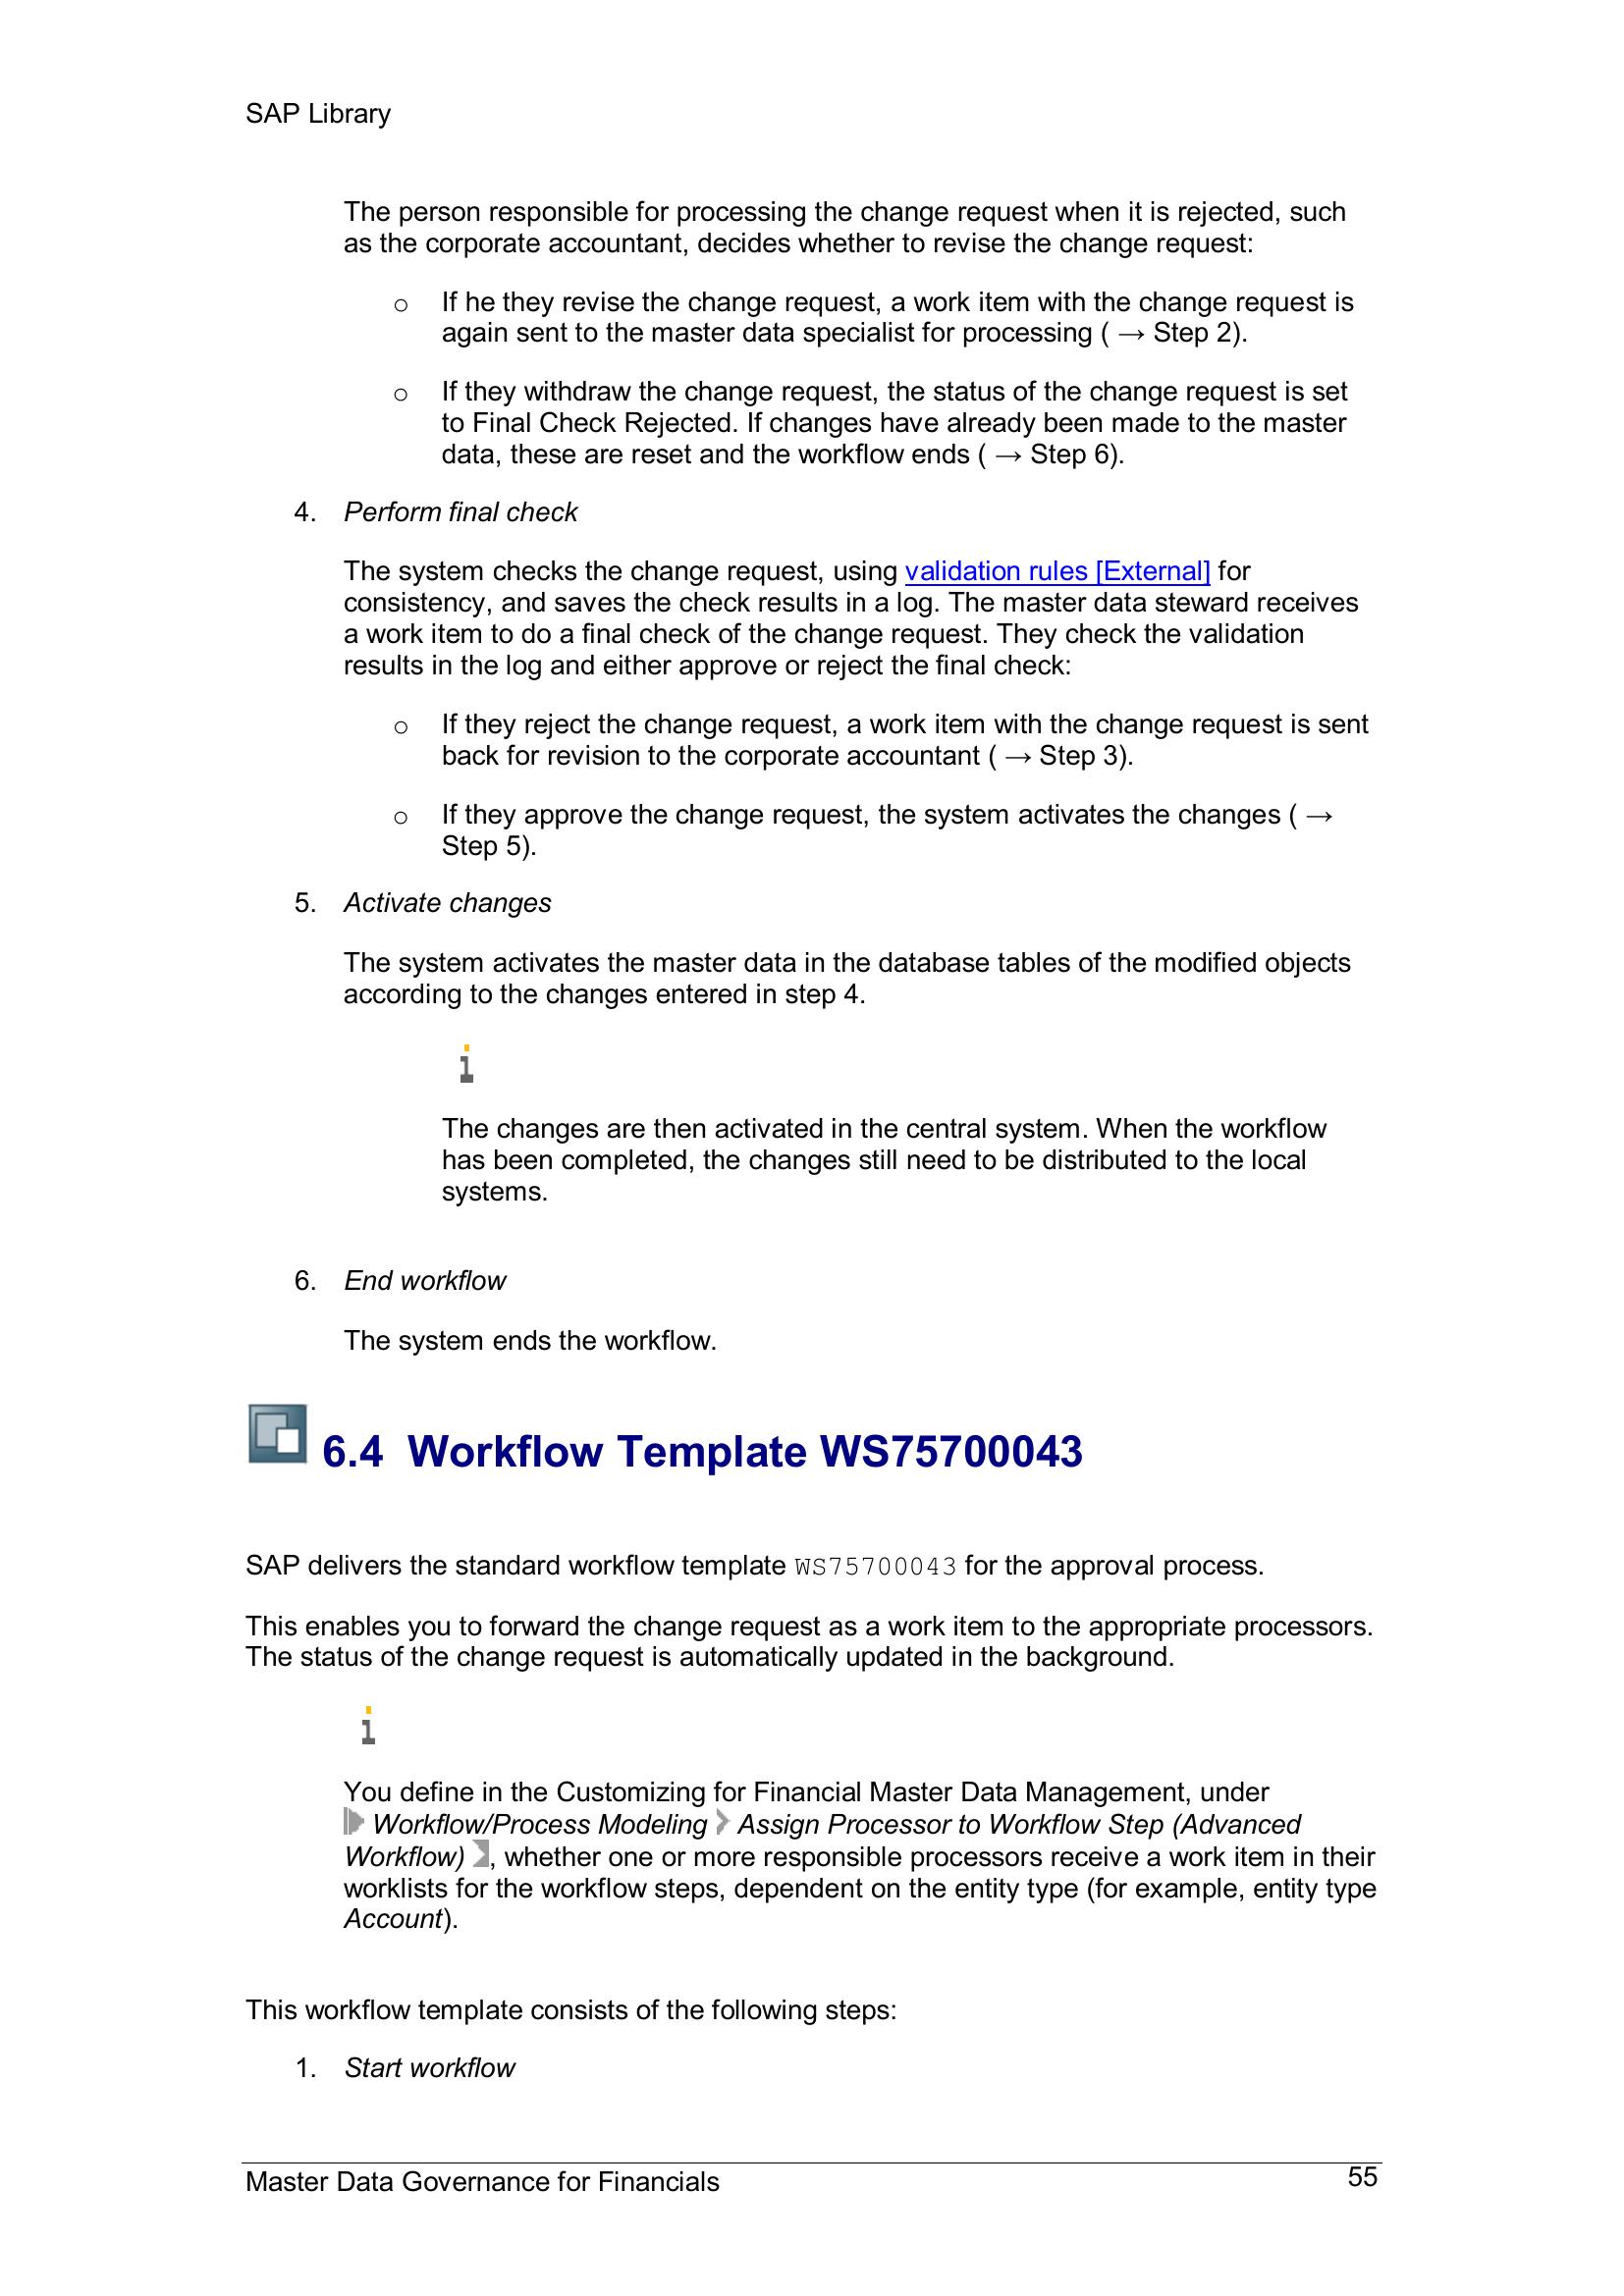 SAP Library
The person responsible for processing the change request when it is rejected, such
as the corporate accountant, decides whether to revise the change request:
○ If he they revise the change request, a work item with the change request is
again sent to the master data specialist for processing ( → Step 2).
○ If they withdraw the change request, the status of the change request is set
to Final Check Rejected. If changes have already been made to the master
data, these are reset and the workflow ends ( → Step 6).
4. Perform final check
The system checks the change request, using validation rules [External] for
consistency, and saves the check results in a log. The master data steward receives
a work item to do a final check of the change request. They check the validation
results in the log and either approve or reject the final check:
○ If they reject the change request, a work item with the change request is sent
back for revision to the corporate accountant ( → Step 3).
○ If they approve the change request, the system activates the changes ( →
Step 5).
5. Activate changes
The system activates the master data in the database tables of the modified objects
according to the changes entered in step 4.
The changes are then activated in the central system. When the workflow
has been completed, the changes still need to be distributed to the local
systems.
6. End workflow
The system ends the workflow.
6.4 Workflow Template WS75700043
SAP delivers the standard workflow template WS75700043 for the approval process.
This enables you to forward the change request as a work item to the appropriate processors.
The status of the change request is automatically updated in the background.
You define in the Customizing for Financial Master Data Management, under
Workflow/Process Modeling Assign Processor to Workflow Step (Advanced
Workflow) , whether one or more responsible processors receive a work item in their
worklists for the workflow steps, dependent on the entity type (for example, entity type
Account).
This workflow template consists of the following steps:
1. Start workflow
Master Data Governance for Financials 55